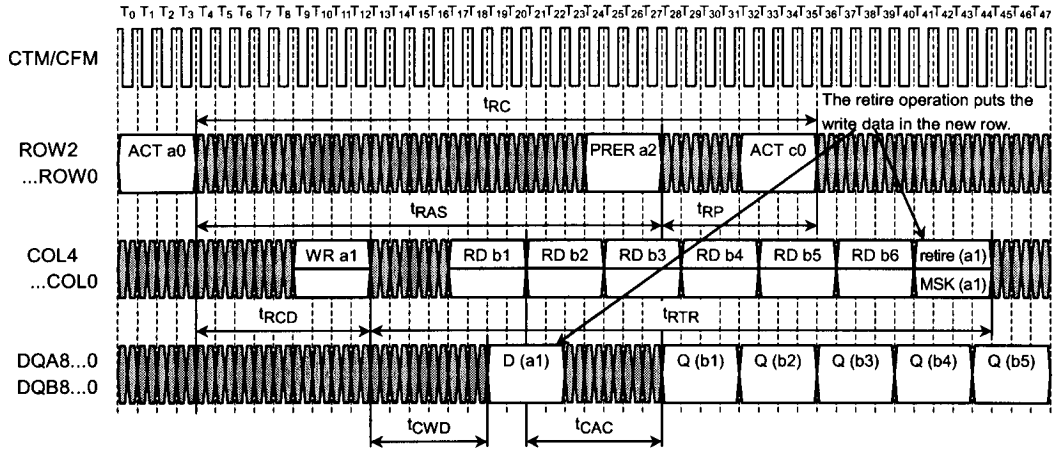 T0 T1 T2 T3 T4 T5 T6 T7 T8 T9 T10 T11 T12 T13 T14 T15 T16 T17 T18 T19 T20 T21 T22 T23 T24 T25 T26 T27 T28 T29 T30 T31 T32 T33 T34 T35 T36 T37 T38 T39 T40 T41 T42 T43 T44 T45 T46 T47
CTM/CFM
tRC
The retire operation puts the
write data in the new row.
ROW2
...ROW0
ACT a0
PRER a2
ACT c0
tRAS
tRP
COL4
...COL0
WR a1
RD b1
RD b2
RD b3
RD b4
RD b5
RD b6
retire (a1)
MSK (a1)
tRCD
tRTR
DQA8...0
DQB8...0
D (a1)
Q (b1)
Q (b2)
Q (b3)
Q (b4)
Q (b5)
tCWD
tCAC